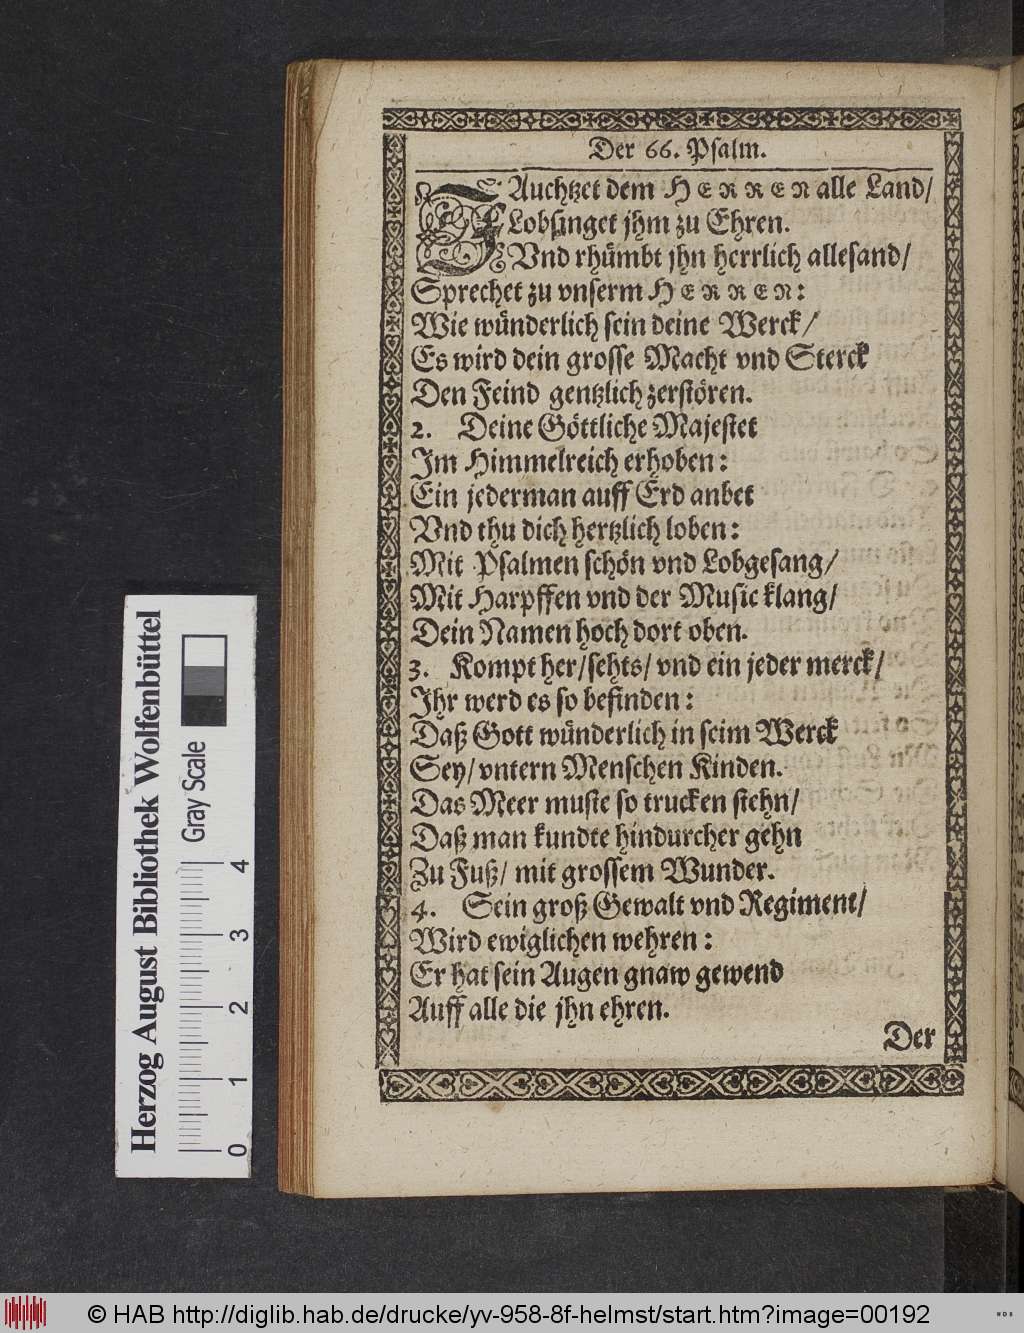 Der 66. Psalm.
JAuchtzet dem HERREN alle Land/
Lobsinget jhm zu Ehren.
Vnd rhümbt jhn herrlich allesand/
Sprechet zu vnserm HERREN:
Wie wünderlich sein deine Werck/
Es wird dein grosse Macht vnd Sterck
Den Feind gentzlich zerstören.
2. Deine Göttliche Majestet
Im Himmelreich erhoben:
Ein jederman auff Erd anbet
Vnd thu dich hertzlich loben:
Mit Psalmen schön vnd Lobgesang/
Mit Harpffen vnd der Music klang/
Dein Namen hoch dort oben.
3. Kompt her/sehts/ vnd ein jeder merck/
Ihr werd es so befinden:
Daß Gott wünderlich in seim Werck
Sey/ vntern Menschen Kinden.
Das Meer muste so trucken stehn/
Daß man kundte hindurcher gehn
Zu Fuß/ mit grossem Wunder.
4. Sein groß Gewalt vnd Regiment/
Wird ewiglichen wehren:
Er hat sein Augen gnaw gewend
Auff alle die jhn ehren.
Der
Herzog August Bibliothek Wolfenbüttel
Gray Scale
0 1 2 3 4
© HAB http://diglib.hab.de/drucke/yv-958-8f-helmst/start.htm?image=00192